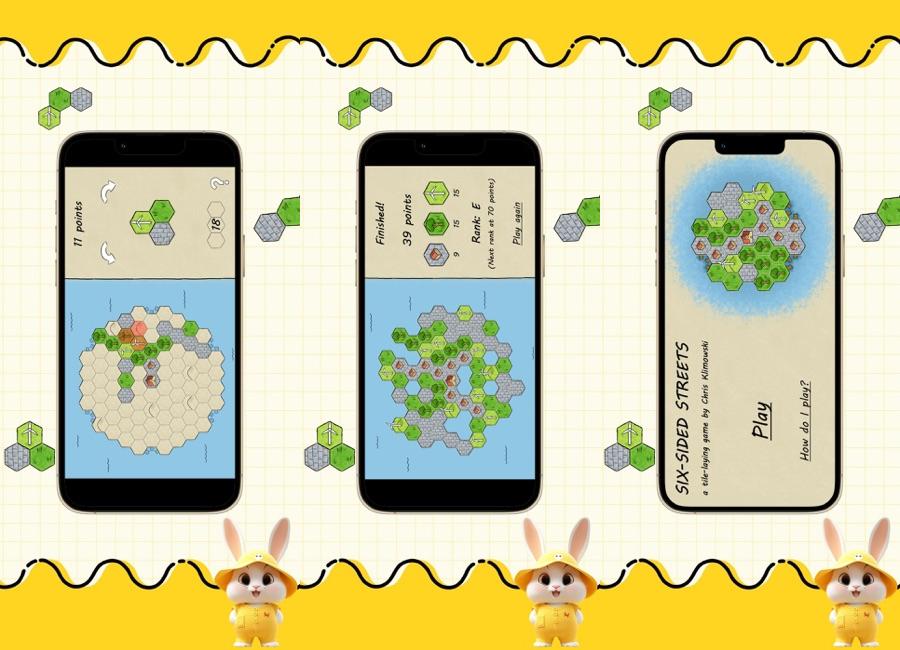 11 points
?
18
Finished!
39 points
9 15 15
Rank: E
(Next rank at 70 points)
Play again
SIX-SIDED STREETS
a tile-laying game by Chris Klimowski
Play
How do I play?